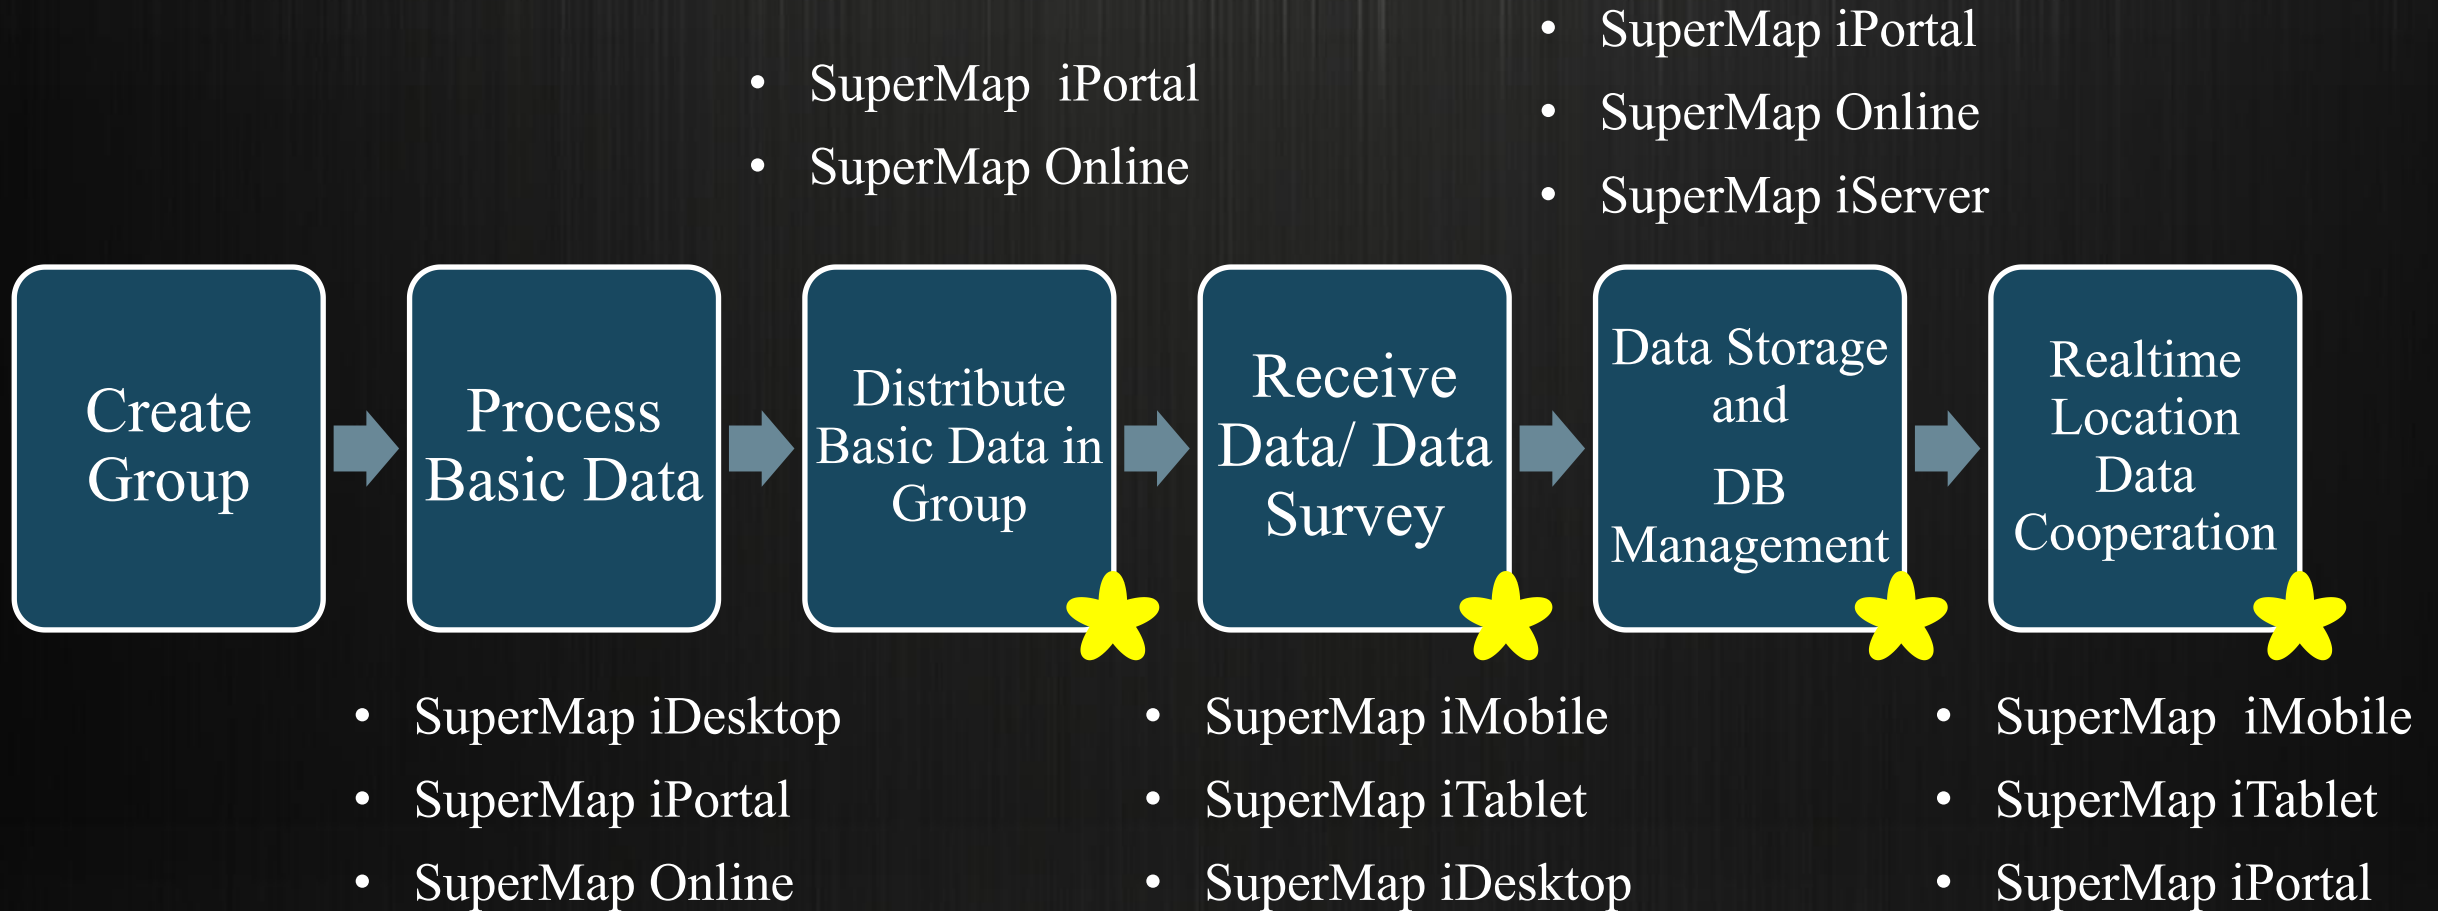 • SuperMap  iPortal
• SuperMap Online
• SuperMap iPortal
• SuperMap Online
• SuperMap iServer
Create
Group
Process
Basic Data
Distribute
Basic Data in
Group
Receive
Data/ Data
Survey
Data Storage
and
DB
Management
Realtime
Location
Data
Cooperation
• SuperMap iDesktop
• SuperMap iPortal
• SuperMap Online
• SuperMap iMobile
• SuperMap iTablet
• SuperMap iDesktop
• SuperMap  iMobile
• SuperMap iTablet
• SuperMap iPortal